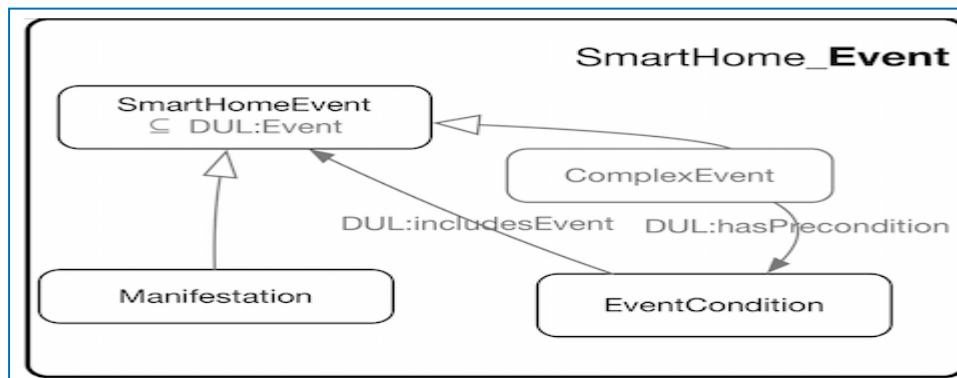 SmartHome_Event
SmartHomeEvent
⊆ DUL:Event
ComplexEvent
DUL:includesEvent
DUL:hasPrecondition
Manifestation
EventCondition